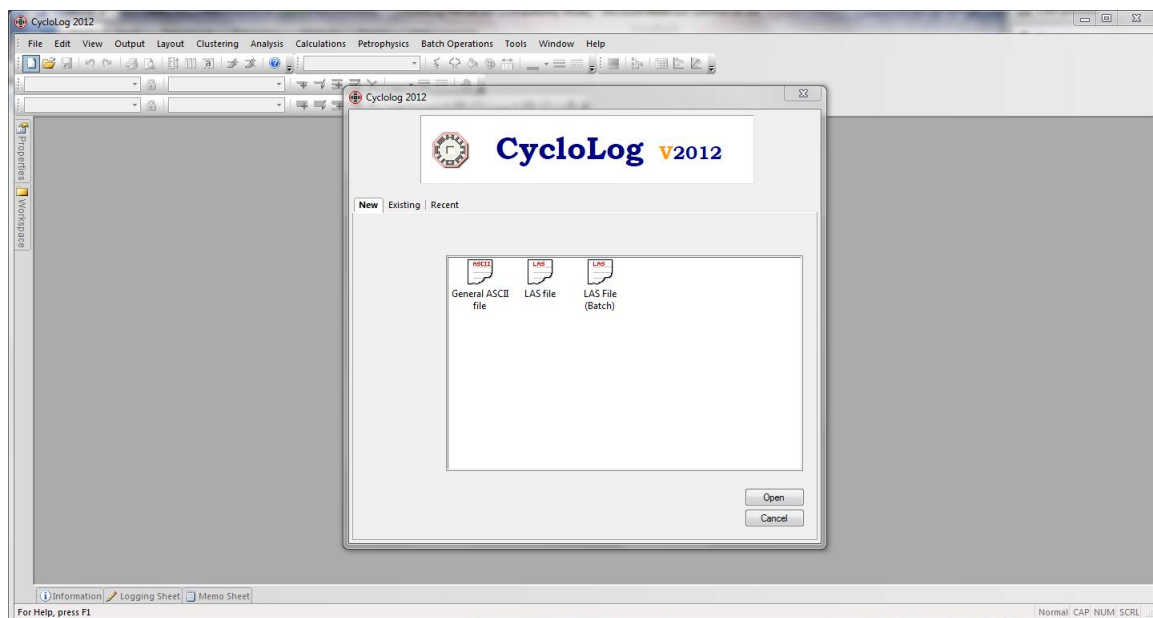 CycloLog 2012
File Edit View Output Layout Clustering Analysis Calculations Petrophysics Batch Operations Tools Window Help
Cyclolog 2012
CycloLog V2012
New Existing Recent
Properties
Workspace
ASCII LAS LAS
General ASCII file
LAS file
LAS File (Batch)
Open
Cancel
Information Logging Sheet Memo Sheet
For Help, press F1
Normal CAP NUM SCRL